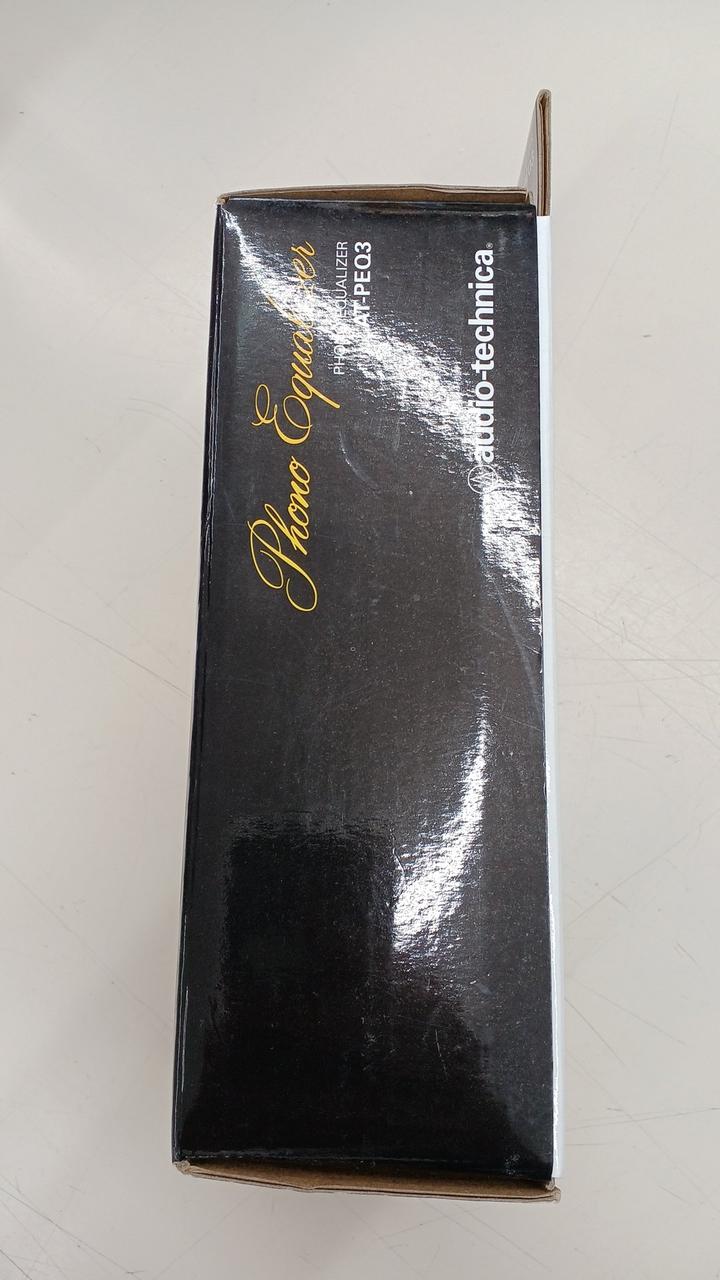 Phono Equalizer
PHONO EQUALIZER
AT-PEQ3
audio-technica®